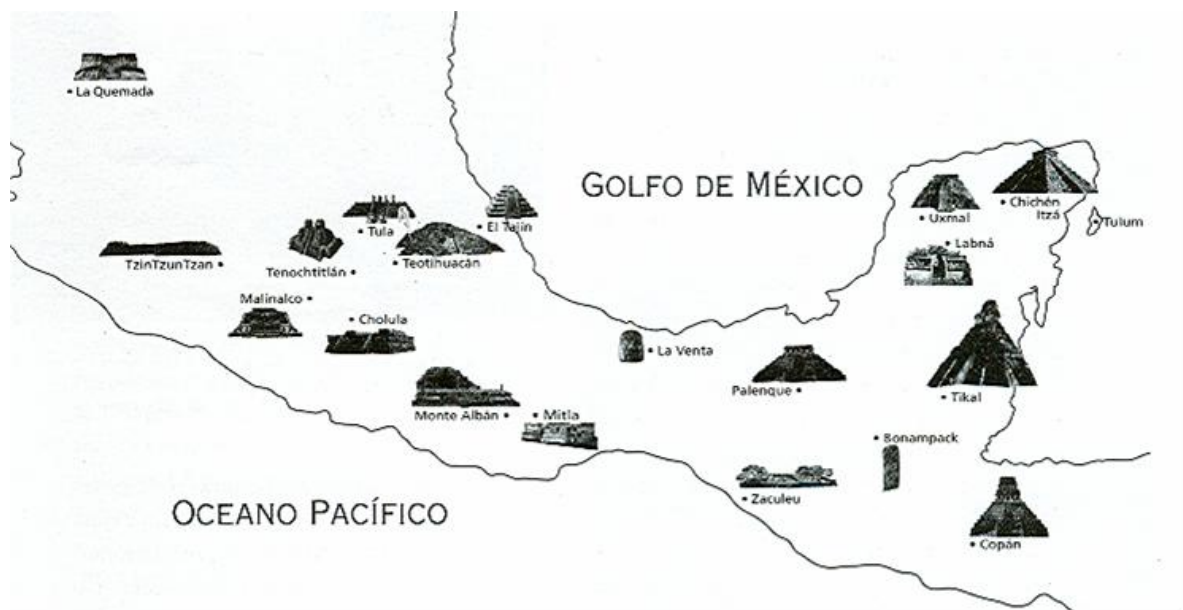 • La Quemada
GOLFO DE MÉXICO
• Uxmal
• Chichén
Itzá
• Tulum
• Tula
• El Tajín
• Labná
TzinTzunTzan •
Tenochtitlán •
• Teotihuacán
Malinalco •
• Cholula
• La Venta
Palenque •
• Tikal
Monte Albán •
• Mitla
• Bonampack
• Zaculeu
OCEANO PACÍFICO
• Copán